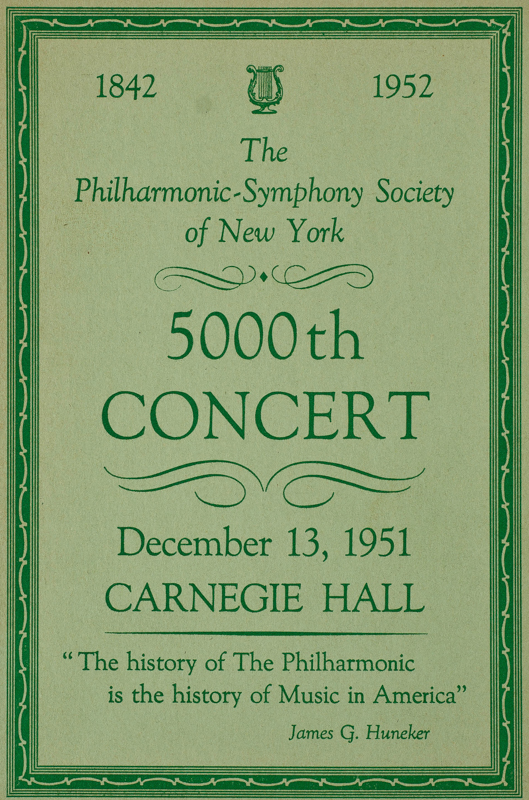 1842 1952
The
Philharmonic-Symphony Society
of New York
5000th
CONCERT
December 13, 1951
CARNEGIE HALL
“The history of The Philharmonic
is the history of Music in America”
James G. Huneker